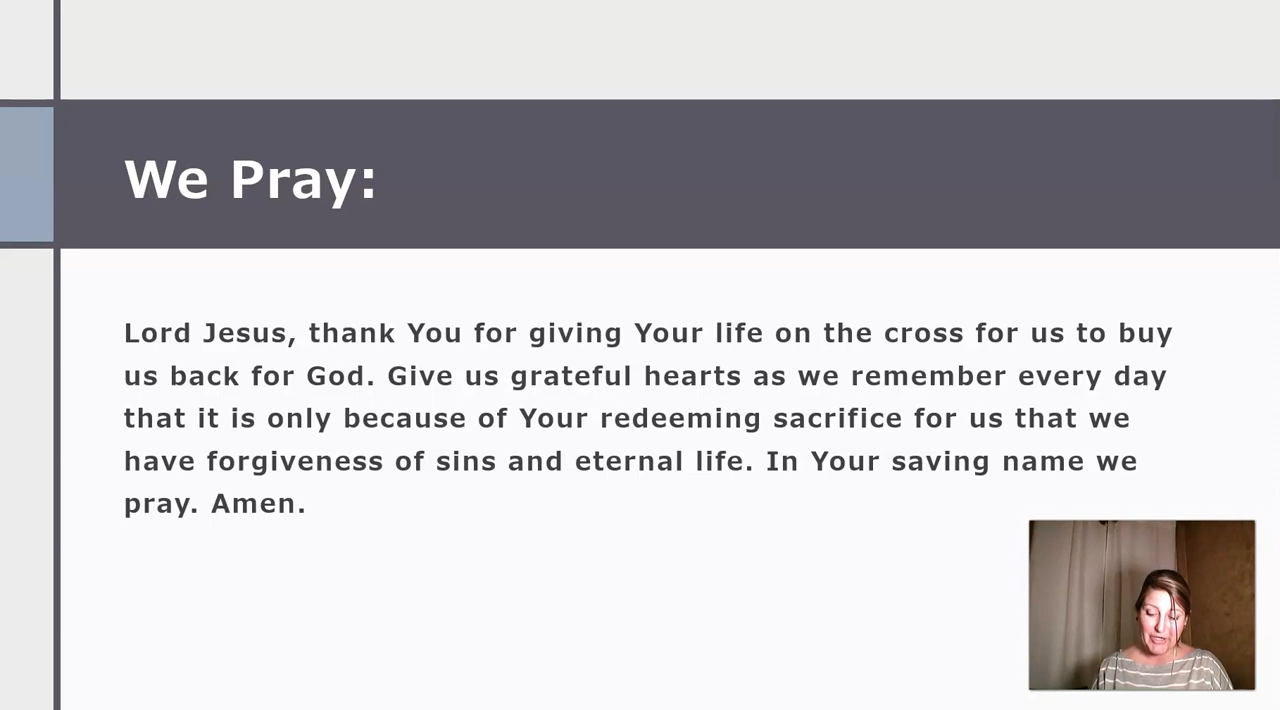 We Pray:
Lord Jesus, thank You for giving Your life on the cross for us to buy
us back for God. Give us grateful hearts as we remember every day
that it is only because of Your redeeming sacrifice for us that we
have forgiveness of sins and eternal life. In Your saving name we
pray. Amen.